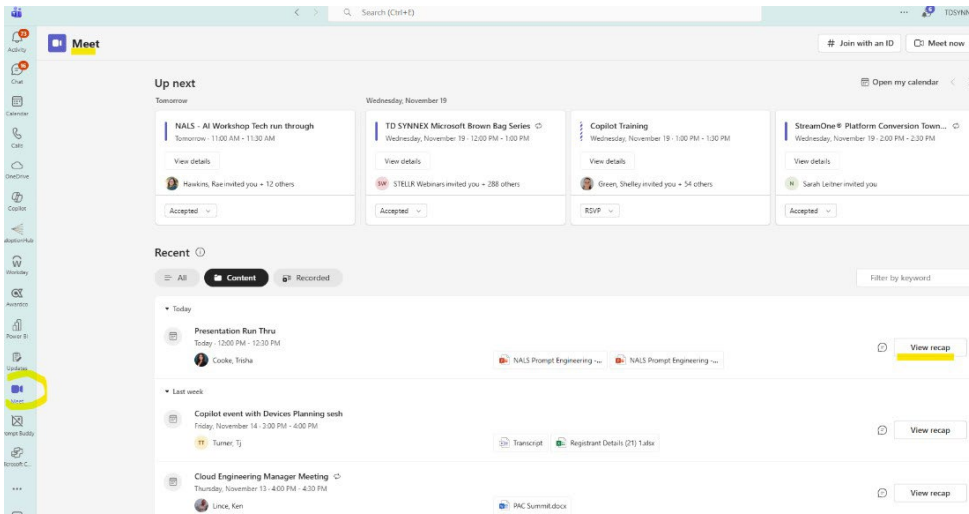 Search (Ctrl+E)
6
TDSYNN
73
Activity
Chat
Calendar
Calls
OneDrive
Copilot
Workday
Power BI
Updates
Meet
Meet
# Join with an ID
Meet now
Up next
Open my calendar
Tomorrow
Wednesday, November 19
NALS - AI Workshop Tech run through
Tomorrow · 11:00 AM - 11:30 AM
View details
Hawkins, Rae invited you + 12 others
Accepted
TD SYNNEX Microsoft Brown Bag Series
Wednesday, November 19 · 12:00 PM - 1:00 PM
View details
SW STELLR Webinars invited you + 288 others
Accepted
Copilot Training
Wednesday, November 19 · 1:00 PM - 1:30 PM
View details
Green, Shelley invited you + 54 others
RSVP
StreamOne® Platform Conversion Town...
Wednesday, November 19 · 2:00 PM - 2:30 PM
View details
N Sarah Leitner invited you
Accepted
Recent
All
Content
Recorded
Filter by keyword
Today
Presentation Run Thru
Today · 12:00 PM - 12:30 PM
Cooke, Trisha
NALS Prompt Engineering -...
NALS Prompt Engineering -...
View recap
Last week
Copilot event with Devices Planning sesh
Friday, November 14 · 3:00 PM - 4:00 PM
TT Turner, Tj
Transcript
Registrant Details (21) 1.xlsx
View recap
Cloud Engineering Manager Meeting
Thursday, November 13 · 4:00 PM - 4:30 PM
Lince, Ken
PAC Summit.docx
View recap